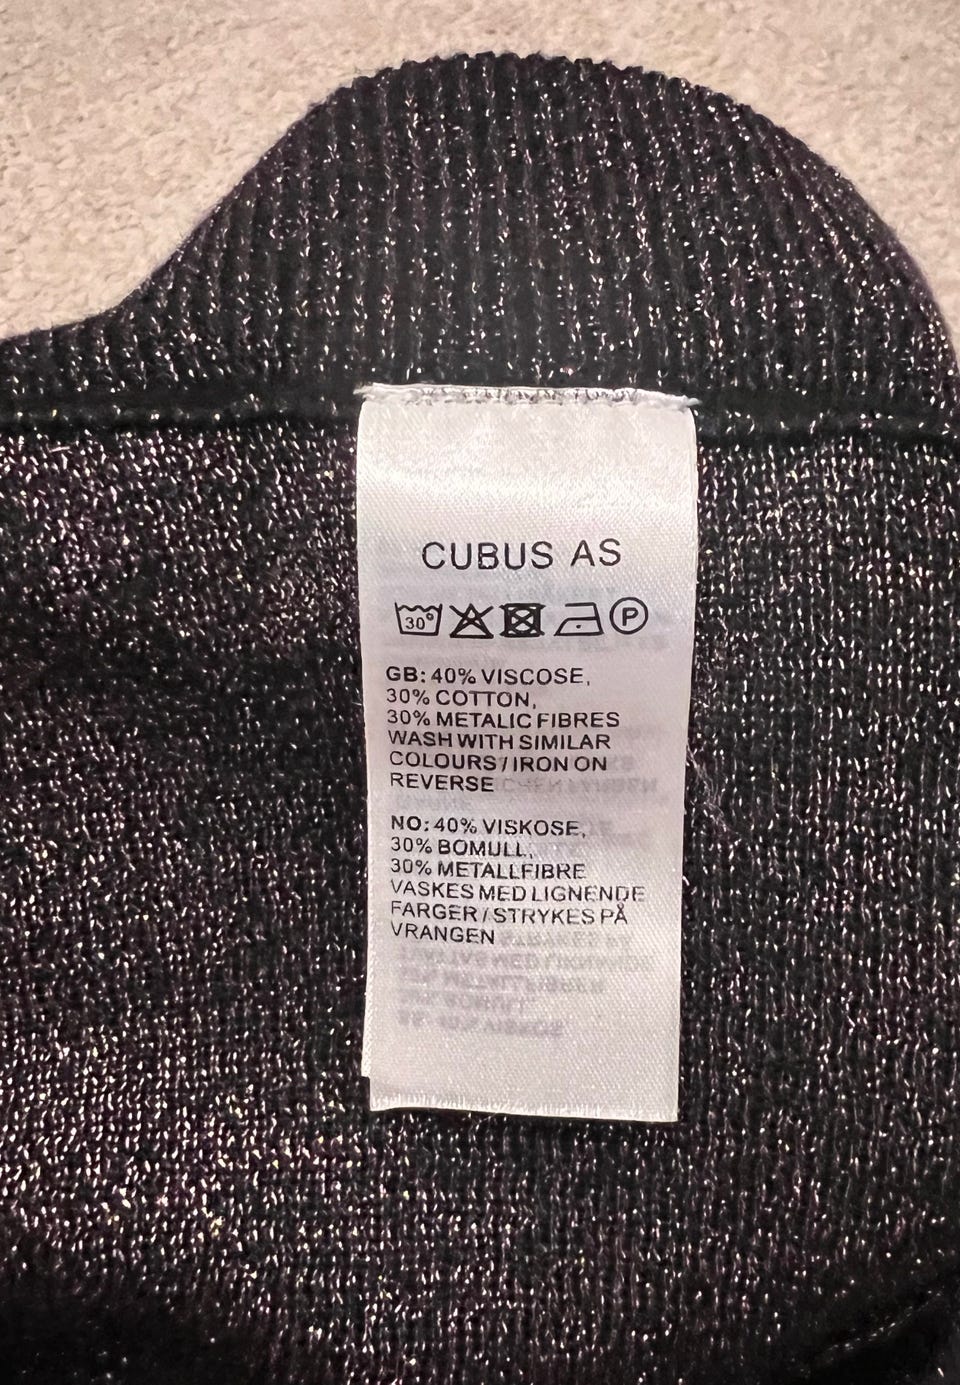 CUBUS AS
30° P
GB: 40% VISCOSE,
30% COTTON,
30% METALIC FIBRES
WASH WITH SIMILAR
COLOURS / IRON ON
REVERSE
NO: 40% VISKOSE,
30% BOMULL,
30% METALLFIBRE
VASKES MED LIGNENDE
FARGER / STRYKES PÅ
VRANGEN